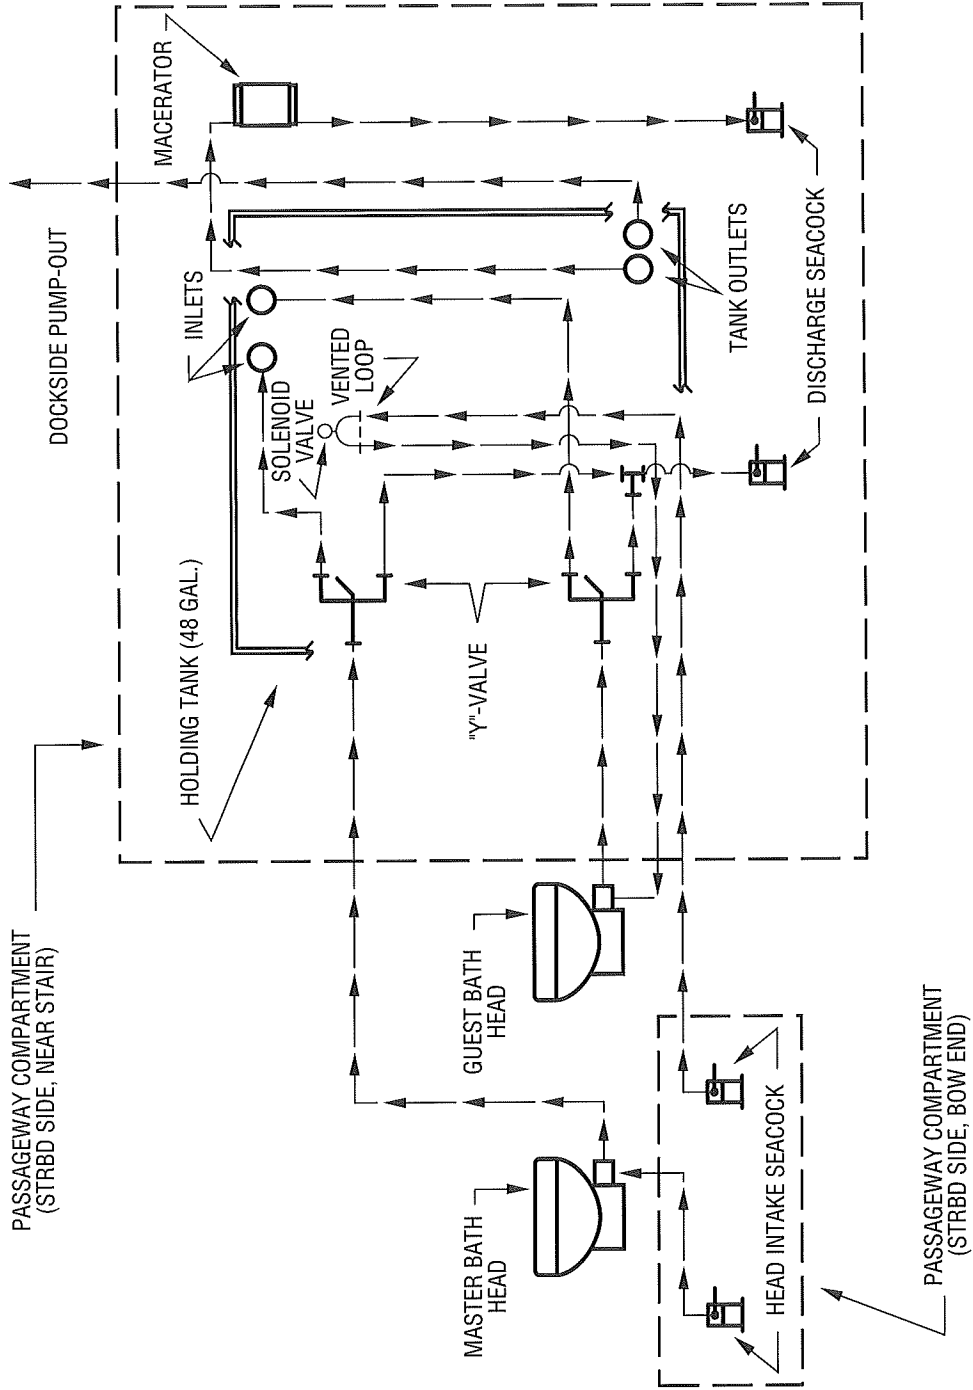 DOCKSIDE PUMP-OUT
MACERATOR
INLETS
SOLENOID
VALVE
VENTED
LOOP
TANK OUTLETS
DISCHARGE SEACOCK
HOLDING TANK (48 GAL.)
"Y"-VALVE
PASSAGEWAY COMPARTMENT
(STRBD SIDE, NEAR STAIR)
GUEST BATH
HEAD
MASTER BATH
HEAD
HEAD INTAKE SEACOCK
PASSAGEWAY COMPARTMENT
(STRBD SIDE, BOW END)